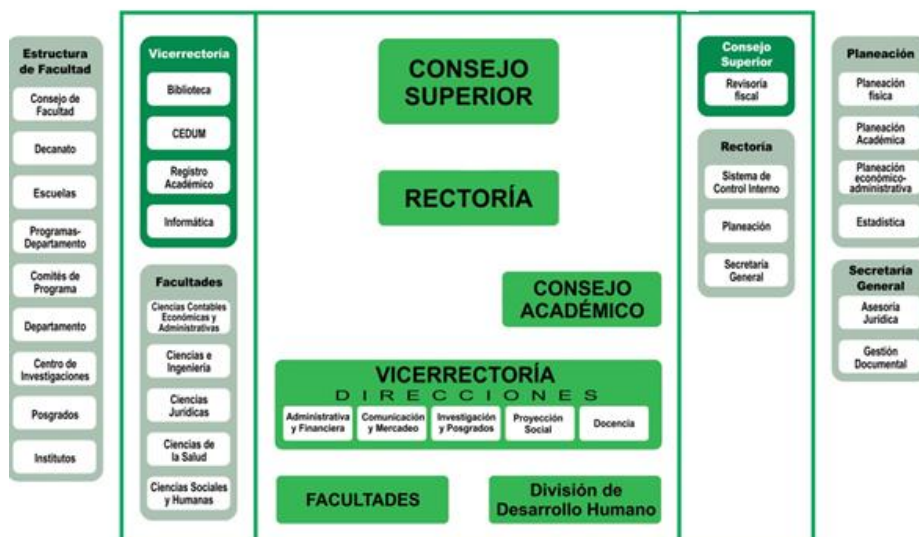 Estructura
de Facultad
Consejo de
Facultad
Decanato
Escuelas
Programas-
Departamento
Comités de
Programa
Departamento
Centro de
Investigaciones
Posgrados
Institutos
Vicerrectoría
Biblioteca
CEDUM
Registro
Académico
Informática
Facultades
Ciencias Contables
Económicas y
Administrativas
Ciencias e
Ingeniería
Ciencias
Jurídicas
Ciencias de
la Salud
Ciencias Sociales
y Humanas
CONSEJO
SUPERIOR
RECTORÍA
CONSEJO
ACADÉMICO
VICERRECTORÍA
DIRECCIONES
Administrativa
y Financiera
Comunicación
y Mercadeo
Investigación
y Posgrados
Proyección
Social
Docencia
FACULTADES
División de
Desarrollo Humano
Consejo
Superior
Revisoría
fiscal
Rectoría
Sistema de
Control Interno
Planeación
Secretaría
General
Planeación
Planeación
física
Planeación
Académica
Planeación
económico-
administrativa
Estadística
Secretaría
General
Asesoría
Jurídica
Gestión
Documental